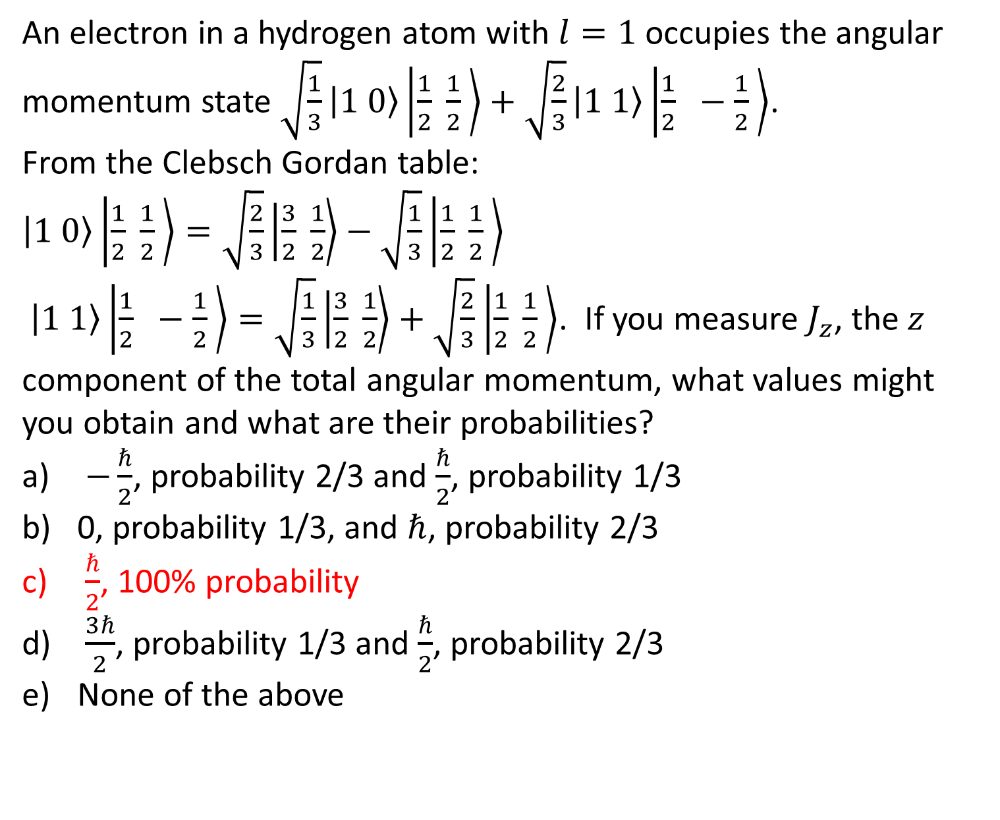 An electron in a hydrogen atom with $l = 1$ occupies the angular
momentum state $\sqrt{\frac{1}{3}}|1\ 0\rangle\left|\frac{1}{2}\ \frac{1}{2}\right\rangle + \sqrt{\frac{2}{3}}|1\ 1\rangle\left|\frac{1}{2}\ -\frac{1}{2}\right\rangle$.
From the Clebsch Gordan table:
$|1\ 0\rangle\left|\frac{1}{2}\ \frac{1}{2}\right\rangle = \sqrt{\frac{2}{3}}\left|\frac{3}{2}\ \frac{1}{2}\right\rangle - \sqrt{\frac{1}{3}}\left|\frac{1}{2}\ \frac{1}{2}\right\rangle$
$|1\ 1\rangle\left|\frac{1}{2}\ -\frac{1}{2}\right\rangle = \sqrt{\frac{1}{3}}\left|\frac{3}{2}\ \frac{1}{2}\right\rangle + \sqrt{\frac{2}{3}}\left|\frac{1}{2}\ \frac{1}{2}\right\rangle$. If you measure $J_z$, the $z$
component of the total angular momentum, what values might
you obtain and what are their probabilities?
a) $-\frac{\hbar}{2}$, probability 2/3 and $\frac{\hbar}{2}$, probability 1/3
b) 0, probability 1/3, and $\hbar$, probability 2/3
c) $\frac{\hbar}{2}$, 100% probability
d) $\frac{3\hbar}{2}$, probability 1/3 and $\frac{\hbar}{2}$, probability 2/3
e) None of the above